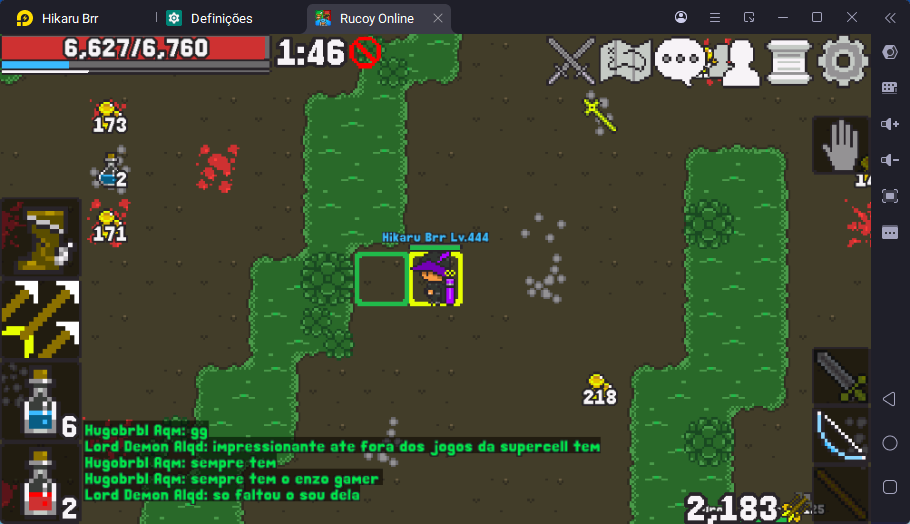 Hikaru Brr
Definições
Rucoy Online
6,627/6,760
1:46
173
2
171
Hikaru Brr Lv.444
218
6
2
Hugobrbl Aqm: gg
Lord Demon Alqd: impressionante ate fora dos jogos da supercell tem
Hugobrbl Aqm: sempre tem
Hugobrbl Aqm: sempre tem o enzo gamer
Lord Demon Alqd: so faltou o sou dela
2,183